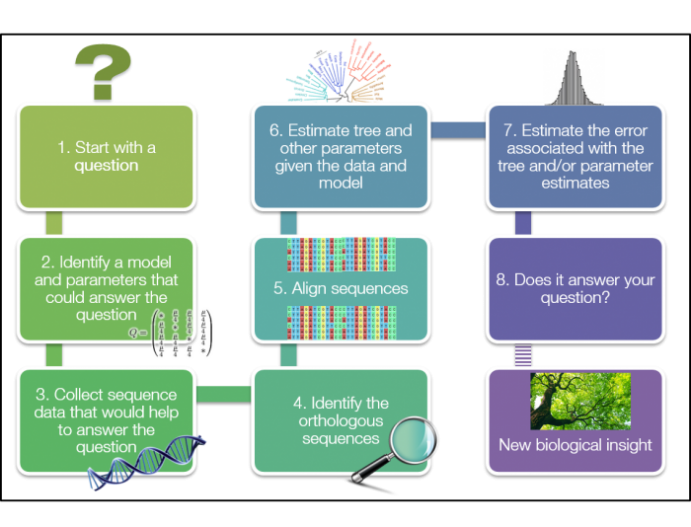 ?
1. Start with a
question
2. Identify a model
and parameters that
could answer the
question
Q =
3. Collect sequence
data that would help
to answer the
question
4. Identify the
orthologous
sequences
5. Align sequences
6. Estimate tree and
other parameters
given the data and
model
7. Estimate the error
associated with the
tree and/or parameter
estimates
8. Does it answer your
question?
New biological insight